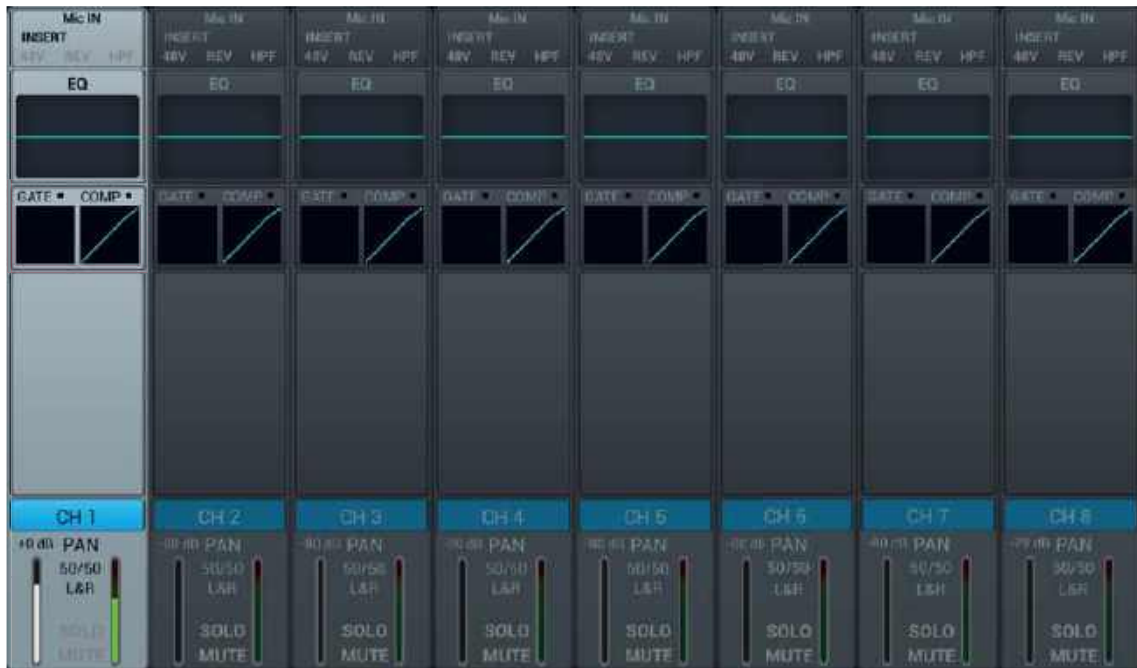 Mic IN Mic IN Mic IN Mic IN Mic IN Mic IN Mic IN Mic IN
INSERT INSERT INSERT INSERT INSERT INSERT INSERT INSERT
48V REV HPF 48V REV HPF 48V REV HPF 48V REV HPF 48V REV HPF 48V REV HPF 48V REV HPF 48V REV HPF
EQ EQ EQ EQ EQ EQ EQ EQ
GATE COMP GATE COMP GATE COMP GATE COMP GATE COMP GATE COMP GATE COMP GATE COMP
CH 1 CH 2 CH 3 CH 4 CH 5 CH 6 CH 7 CH 8
+0 dB PAN PAN PAN PAN PAN PAN PAN PAN
50/50 50/50 50/50 50/50 50/50 50/50 50/50 50/50
L&R L&R L&R L&R L&R L&R L&R L&R
SOLO SOLO SOLO SOLO SOLO SOLO SOLO SOLO
MUTE MUTE MUTE MUTE MUTE MUTE MUTE MUTE